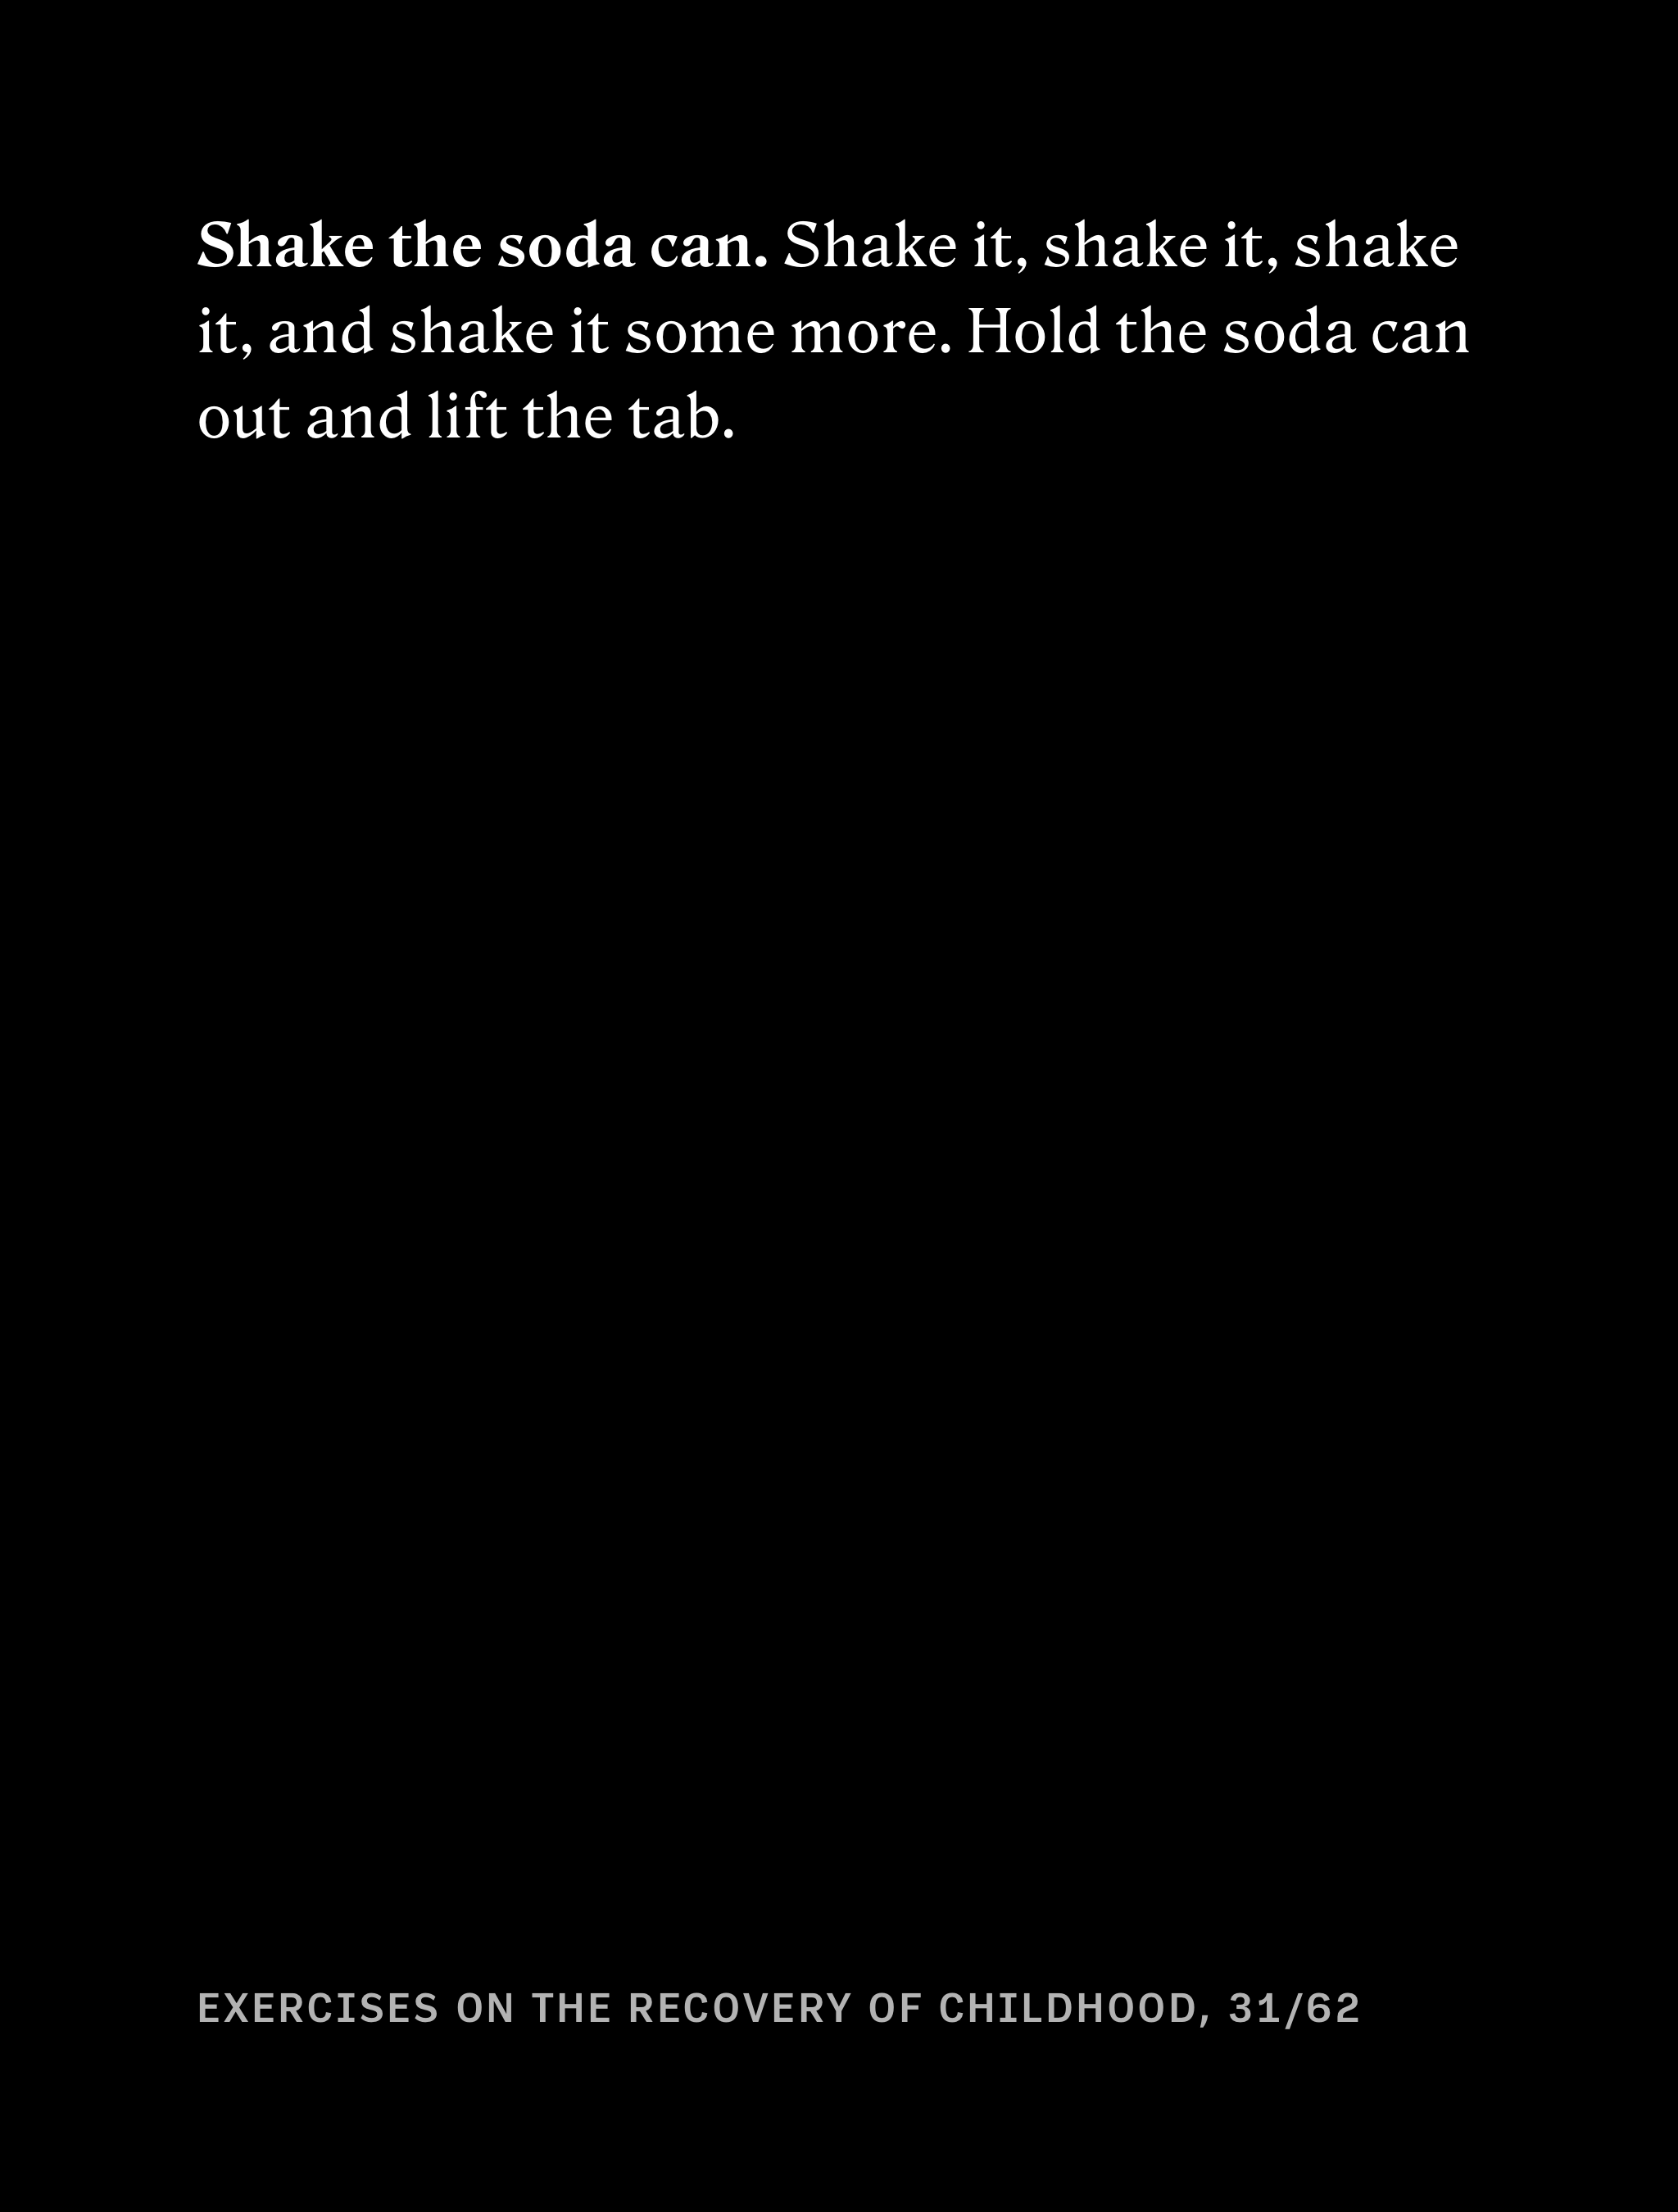 Shake the soda can. Shake it, shake it, shake
it, and shake it some more. Hold the soda can
out and lift the tab.
EXERCISES ON THE RECOVERY OF CHILDHOOD, 31/62